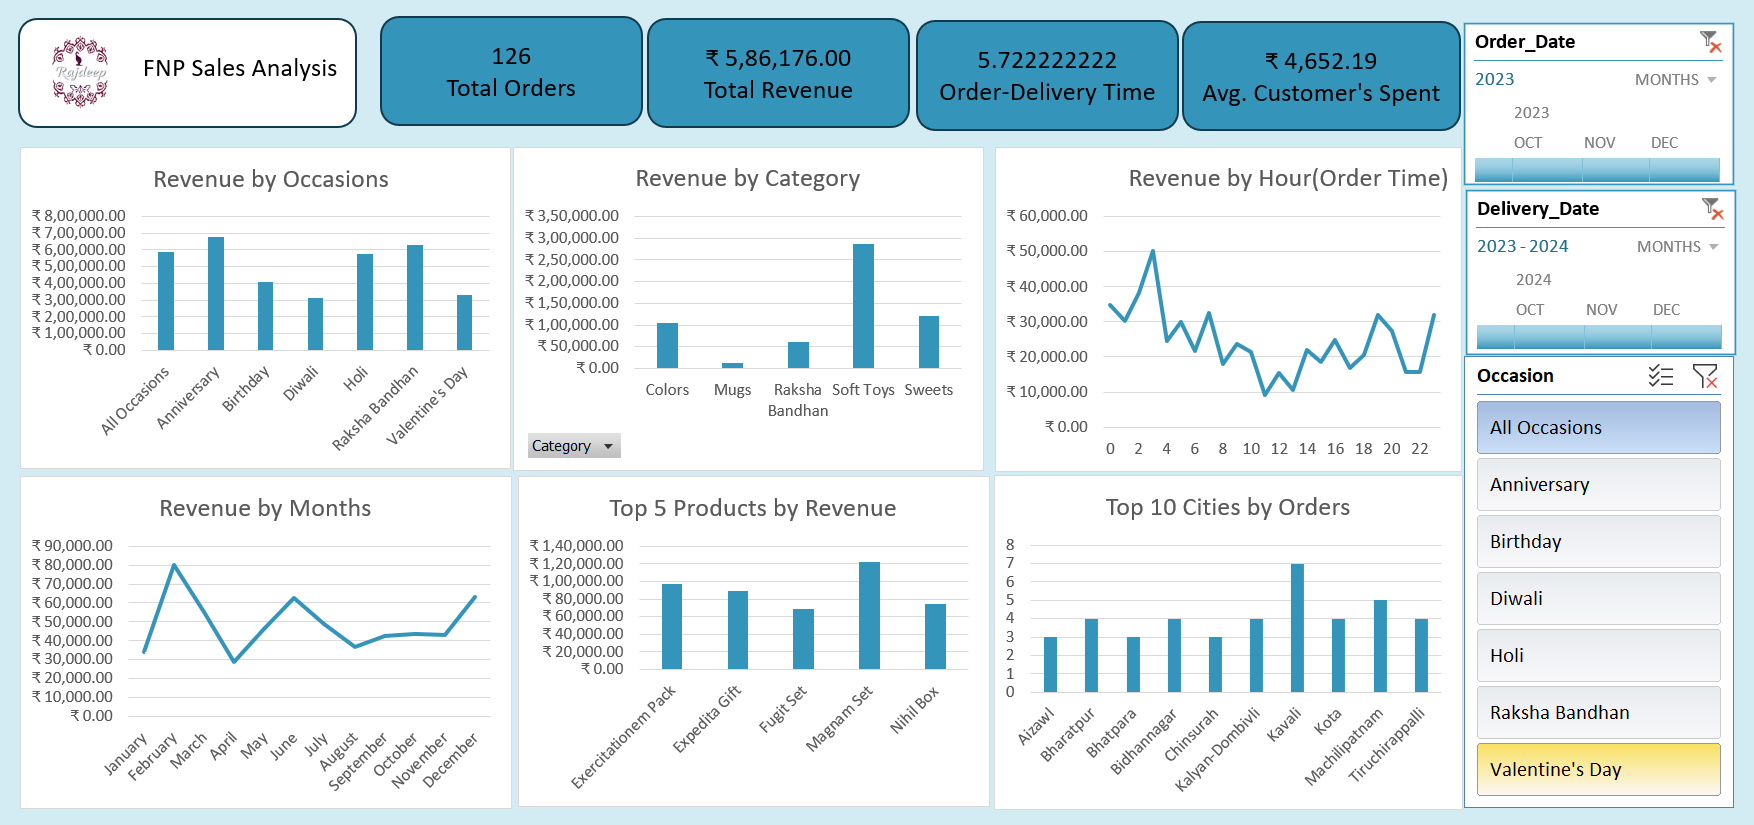 Rajdeep
FNP Sales Analysis
126
Total Orders
₹ 5,86,176.00
Total Revenue
5.722222222
Order-Delivery Time
₹ 4,652.19
Avg. Customer's Spent
Order_Date
2023
MONTHS
2023
OCT NOV DEC
Delivery_Date
2023 - 2024
MONTHS
2024
OCT NOV DEC
Occasion
All Occasions
Anniversary
Birthday
Diwali
Holi
Raksha Bandhan
Valentine's Day
Revenue by Occasions
₹ 8,00,000.00
₹ 7,00,000.00
₹ 6,00,000.00
₹ 5,00,000.00
₹ 4,00,000.00
₹ 3,00,000.00
₹ 2,00,000.00
₹ 1,00,000.00
₹ 0.00
All Occasions
Anniversary
Birthday
Diwali
Holi
Raksha Bandhan
Valentine's Day
Revenue by Category
₹ 3,50,000.00
₹ 3,00,000.00
₹ 2,50,000.00
₹ 2,00,000.00
₹ 1,50,000.00
₹ 1,00,000.00
₹ 50,000.00
₹ 0.00
Colors Mugs Raksha Soft Toys Sweets
Bandhan
Category
Revenue by Hour(Order Time)
₹ 60,000.00
₹ 50,000.00
₹ 40,000.00
₹ 30,000.00
₹ 20,000.00
₹ 10,000.00
₹ 0.00
0 2 4 6 8 10 12 14 16 18 20 22
Revenue by Months
₹ 90,000.00
₹ 80,000.00
₹ 70,000.00
₹ 60,000.00
₹ 50,000.00
₹ 40,000.00
₹ 30,000.00
₹ 20,000.00
₹ 10,000.00
₹ 0.00
January
February
March
April
May
June
July
August
September
October
November
December
Top 5 Products by Revenue
₹ 1,40,000.00
₹ 1,20,000.00
₹ 1,00,000.00
₹ 80,000.00
₹ 60,000.00
₹ 40,000.00
₹ 20,000.00
₹ 0.00
Exercitationem Pack
Expedita Gift
Fugit Set
Magnam Set
Nihil Box
Top 10 Cities by Orders
8
7
6
5
4
3
2
1
0
Aizawl
Bharatpur
Bhatpara
Bidhannagar
Chinsurah
Kalyan-Dombivli
Kavali
Kota
Machilipatnam
Tiruchirappalli